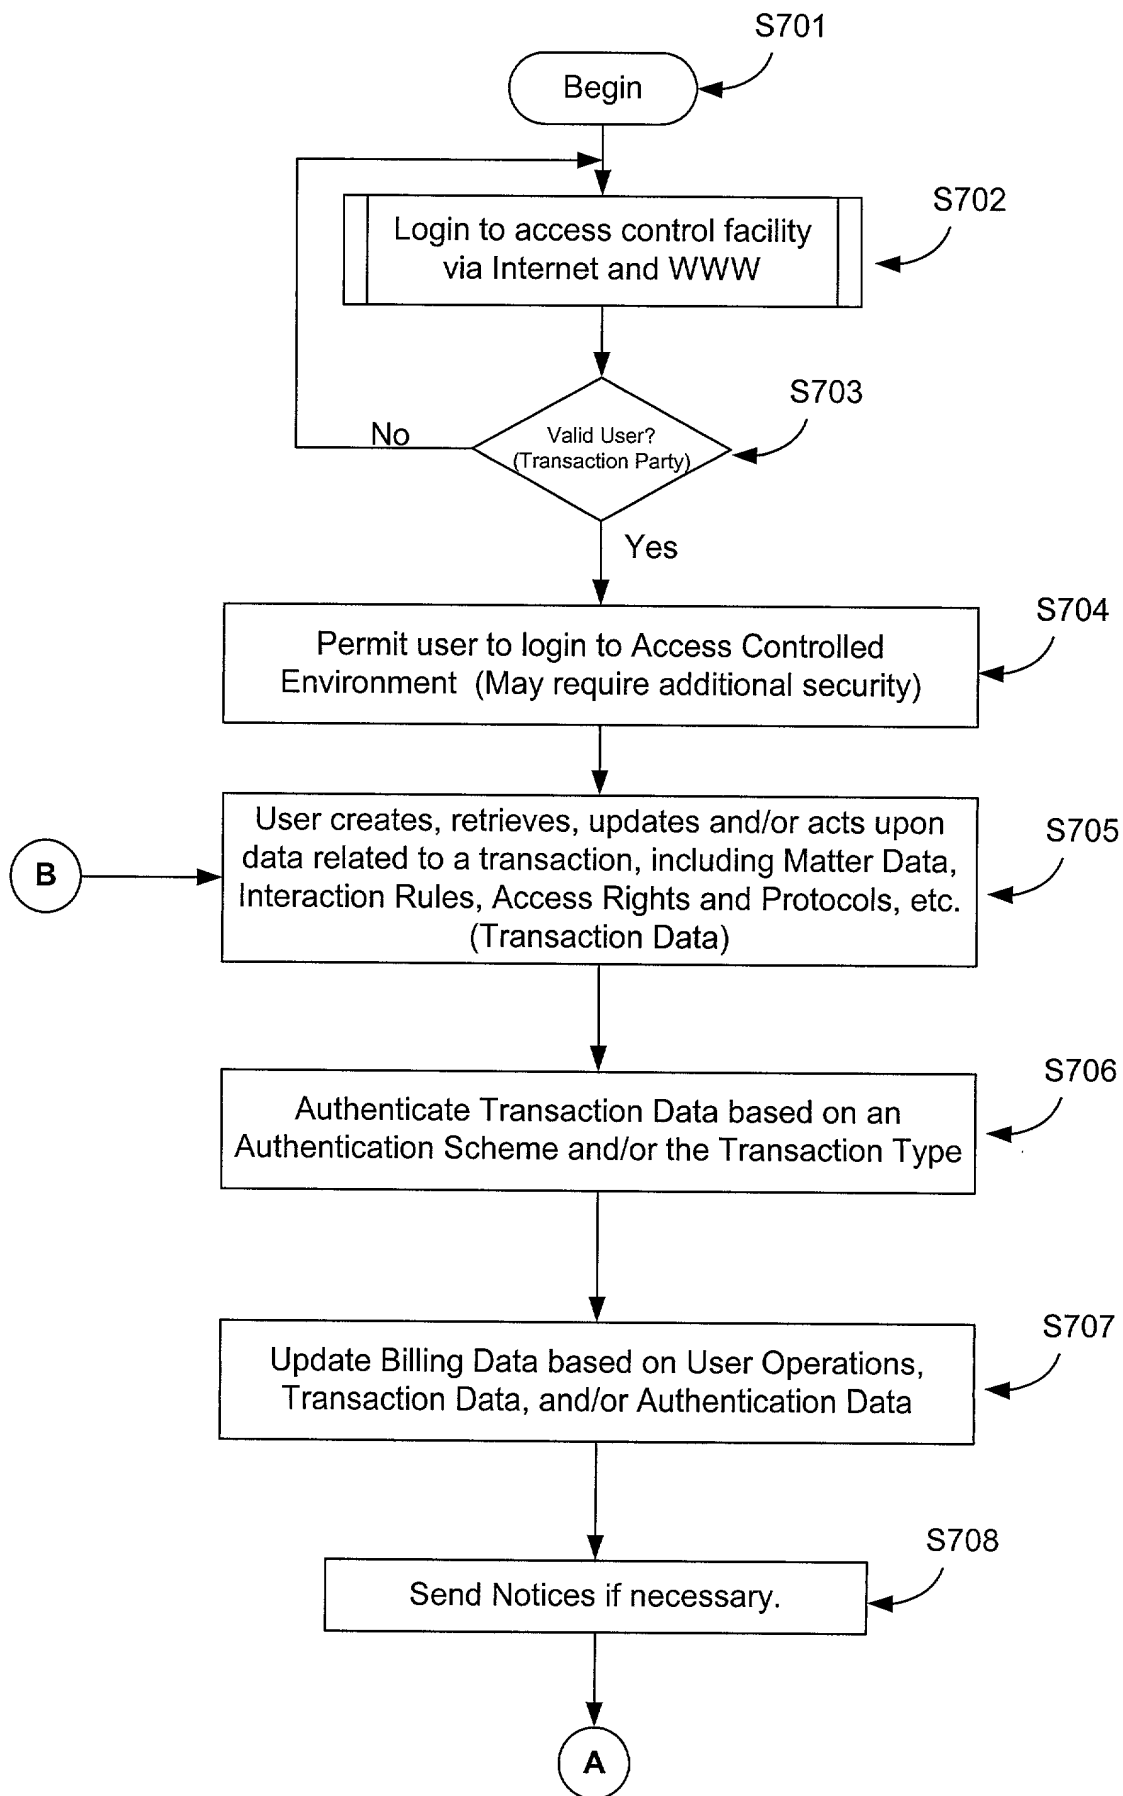 S701
Begin
S702
Login to access control facility
via Internet and WWW
S703
Valid User?
(Transaction Party)
No
Yes
S704
Permit user to login to Access Controlled
Environment (May require additional security)
S705
User creates, retrieves, updates and/or acts upon
data related to a transaction, including Matter Data,
Interaction Rules, Access Rights and Protocols, etc.
(Transaction Data)
B
S706
Authenticate Transaction Data based on an
Authentication Scheme and/or the Transaction Type
S707
Update Billing Data based on User Operations,
Transaction Data, and/or Authentication Data
S708
Send Notices if necessary.
A